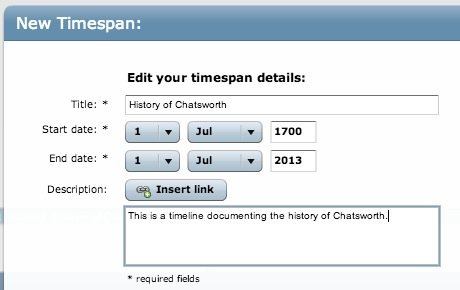 New Timespan:
Edit your timespan details:
Title: * History of Chatsworth
Start date: * 1 Jul 1700
End date: * 1 Jul 2013
Description: Insert link
This is a timeline documenting the history of Chatsworth.
* required fields